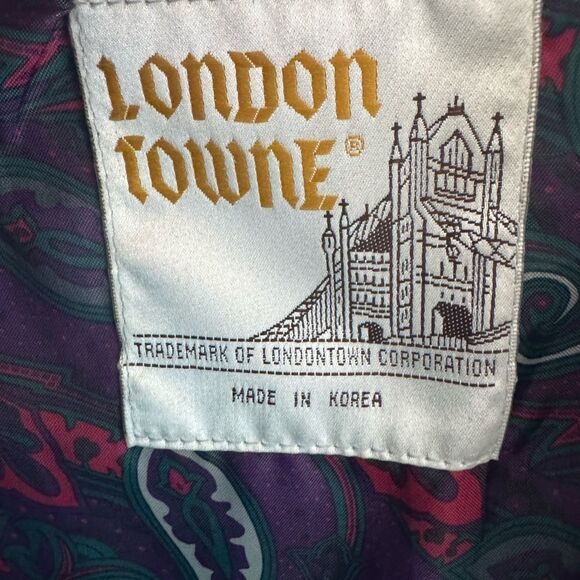 LONDON
TOWNE®
TRADEMARK OF LONDONTOWN CORPORATION
MADE IN KOREA